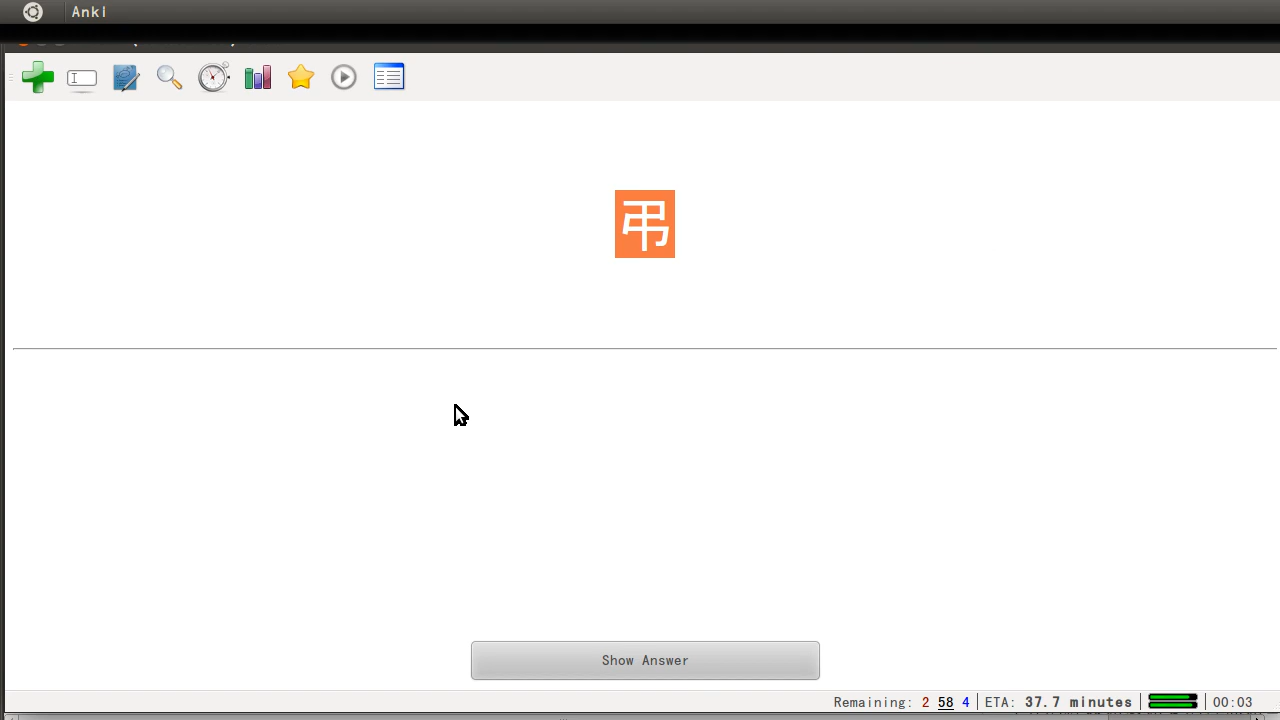 Anki
弔
Show Answer
Remaining: 2 58 4 ETA: 37.7 minutes 00:03